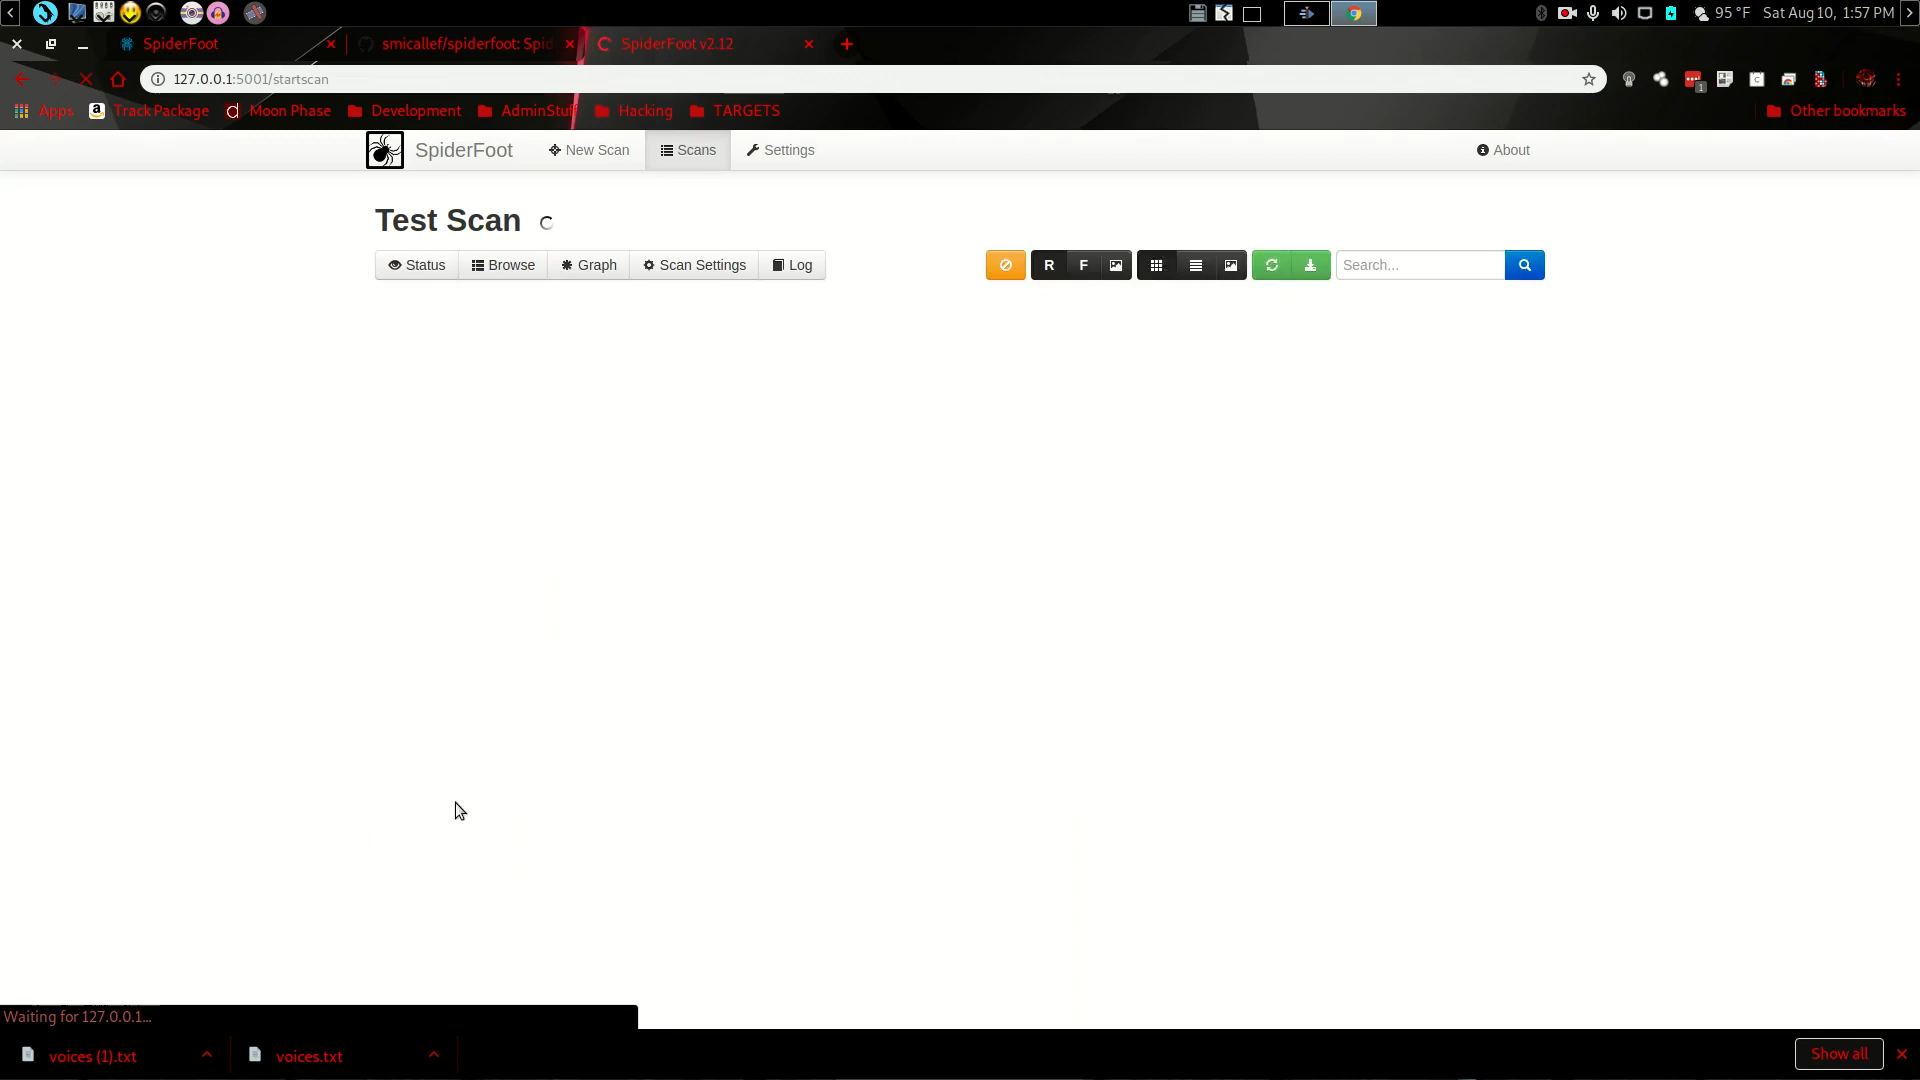 95 °F Sat Aug 10, 1:57 PM
SpiderFoot smicallef/spiderfoot: Spid SpiderFoot v2.12
127.0.0.1:5001/startscan
1
Apps Track Package Moon Phase Development AdminStuff Hacking TARGETS Other bookmarks
SpiderFoot New Scan Scans Settings About
Test Scan
Status Browse Graph Scan Settings Log R F Search...
Waiting for 127.0.0.1...
voices (1).txt voices.txt Show all